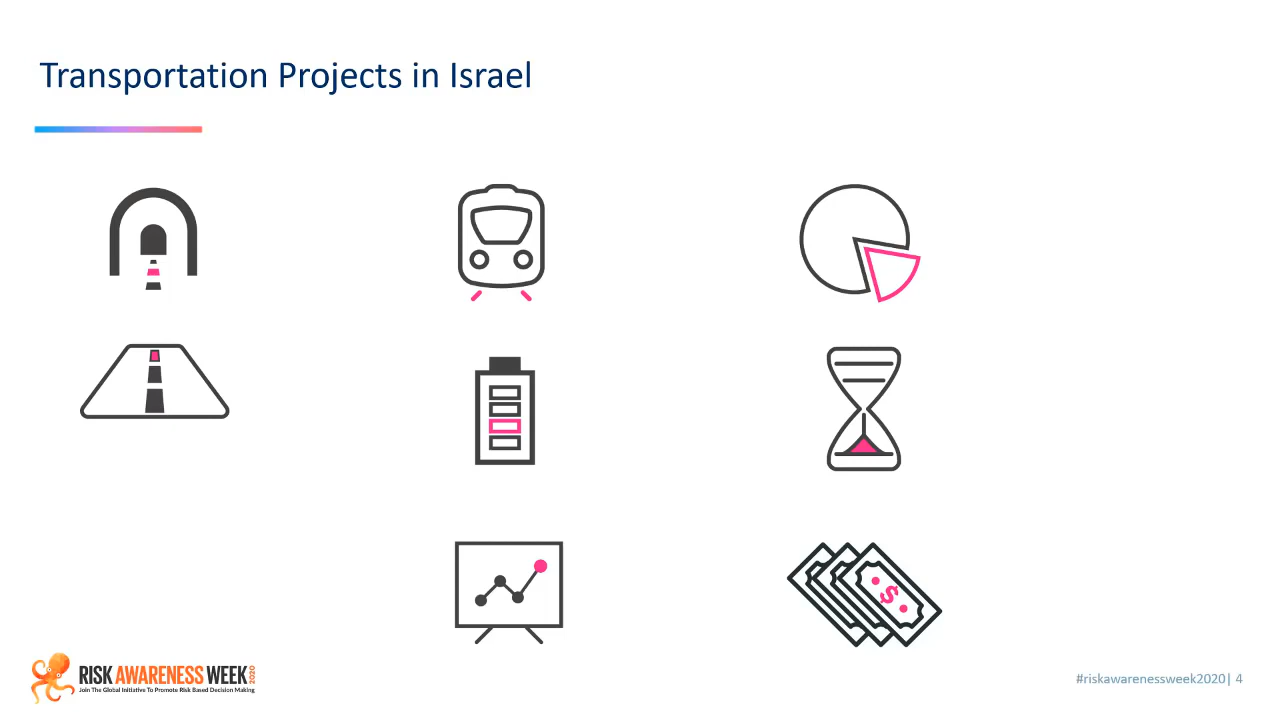 Transportation Projects in Israel
$
RISK AWARENESS WEEK 2020
Join The Global Initiative To Promote Risk Based Decision Making
#riskawarenessweek2020| 4